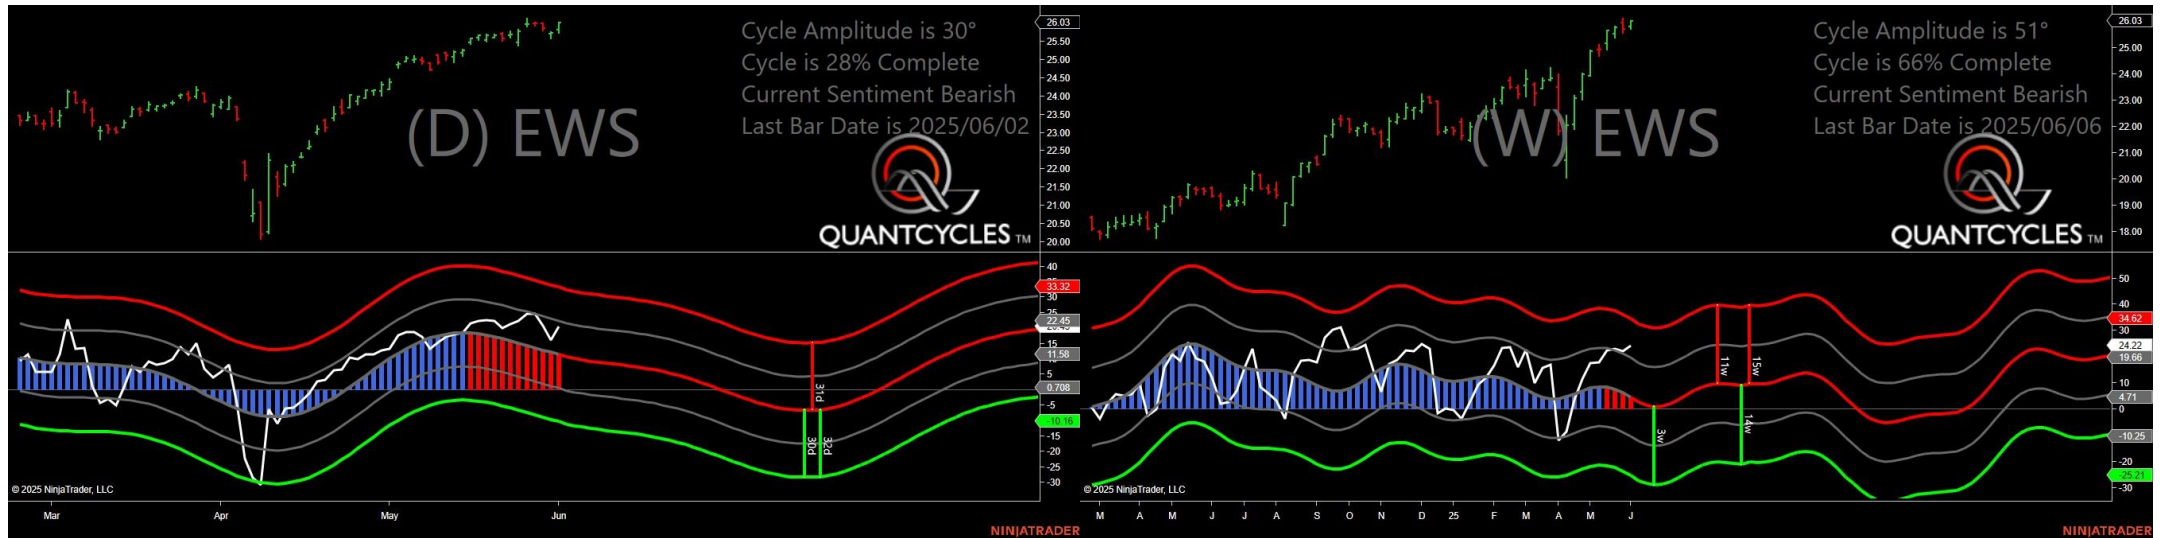 Cycle Amplitude is 30°
Cycle is 28% Complete
Current Sentiment Bearish
Last Bar Date is 2025/06/02
(D) EWS
QUANTCYCLES TM
26.03
25.50
25.00
24.50
24.00
23.50
23.00
22.50
22.00
21.50
21.00
20.50
20.00
40
33.32
30
22.45
15
11.58
5
0.708
-5
-10.16
-15
-20
-25
-30
31d
30d
32d
© 2025 NinjaTrader, LLC
Mar
Apr
May
Jun
NINJATRADER
Cycle Amplitude is 51°
Cycle is 66% Complete
Current Sentiment Bearish
Last Bar Date is 2025/06/06
(W) EWS
QUANTCYCLES TM
26.03
25.00
24.00
23.00
22.00
21.00
20.00
19.00
18.00
50
40
34.62
30
24.22
19.66
10
4.71
0
-10.25
-20
-25.21
-30
11w
15w
3w
14w
© 2025 NinjaTrader, LLC
M A M J J A S O N D 25 F M A M J
NINJATRADER